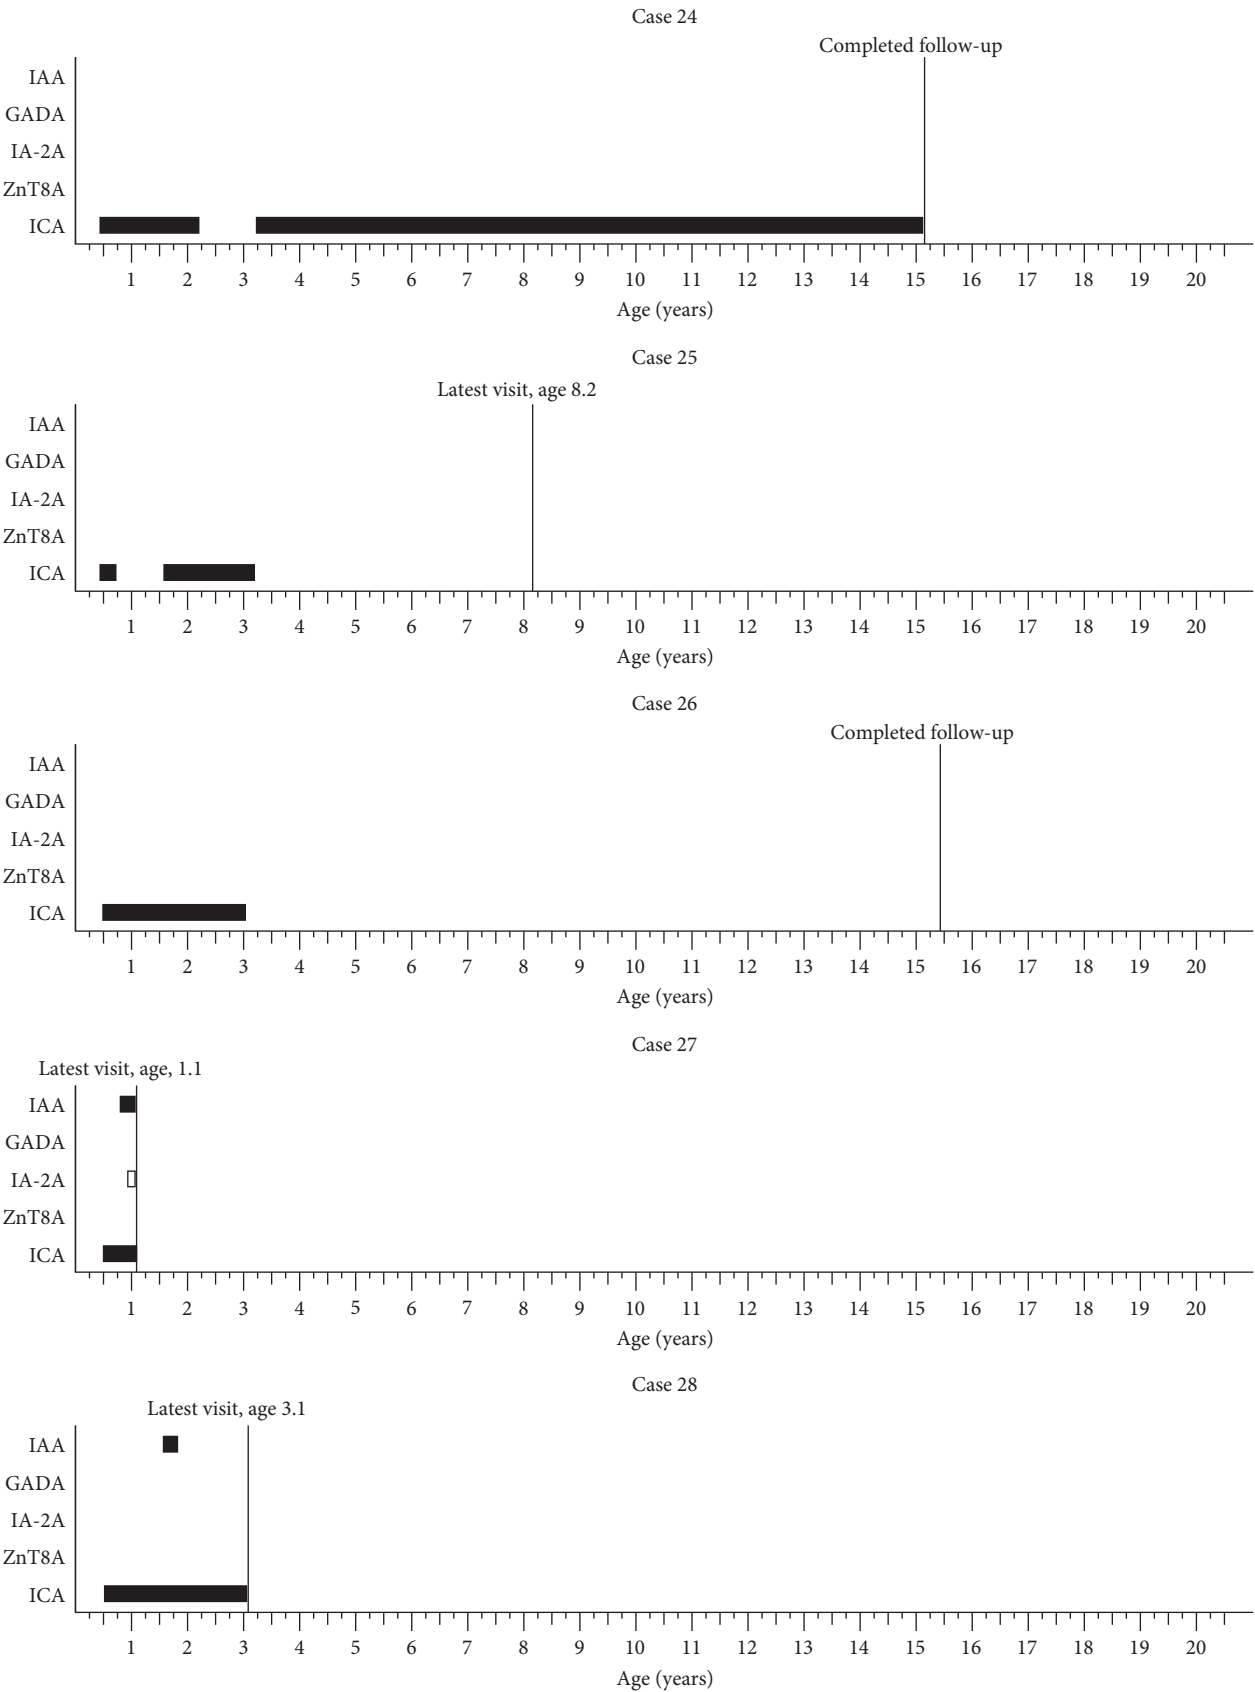 Case 24
Completed follow-up
IAA
GADA
IA-2A
ZnT8A
ICA
1 2 3 4 5 6 7 8 9 10 11 12 13 14 15 16 17 18 19 20
Age (years)
Case 25
Latest visit, age 8.2
IAA
GADA
IA-2A
ZnT8A
ICA
1 2 3 4 5 6 7 8 9 10 11 12 13 14 15 16 17 18 19 20
Age (years)
Case 26
Completed follow-up
IAA
GADA
IA-2A
ZnT8A
ICA
1 2 3 4 5 6 7 8 9 10 11 12 13 14 15 16 17 18 19 20
Age (years)
Case 27
Latest visit, age, 1.1
IAA
GADA
IA-2A
ZnT8A
ICA
1 2 3 4 5 6 7 8 9 10 11 12 13 14 15 16 17 18 19 20
Age (years)
Case 28
Latest visit, age 3.1
IAA
GADA
IA-2A
ZnT8A
ICA
1 2 3 4 5 6 7 8 9 10 11 12 13 14 15 16 17 18 19 20
Age (years)